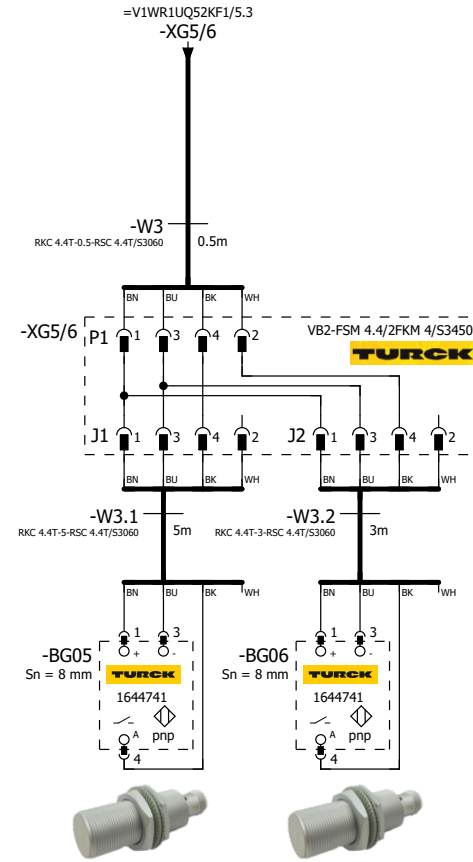 =V1WR1UQ52KF1/5.3
-XG5/6
-W3
RKC 4.4T-0.5-RSC 4.4T/S3060
0.5m
BN BU BK WH
-XG5/6
P1 1 3 4 2
VB2-FSM 4.4/2FKM 4/S3450
TURCK
J1 1 3 4 2
J2 1 3 4 2
BN BU BK
BN BU BK
-W3.1
RKC 4.4T-5-RSC 4.4T/S3060
5m
-W3.2
RKC 4.4T-3-RSC 4.4T/S3060
3m
BN BU BK WH
BN BU BK WH
-BG05
Sn = 8 mm
1 3
+ -
TURCK
1644741
A
pnp
4
-BG06
Sn = 8 mm
1 3
+ -
TURCK
1644741
A
pnp
4